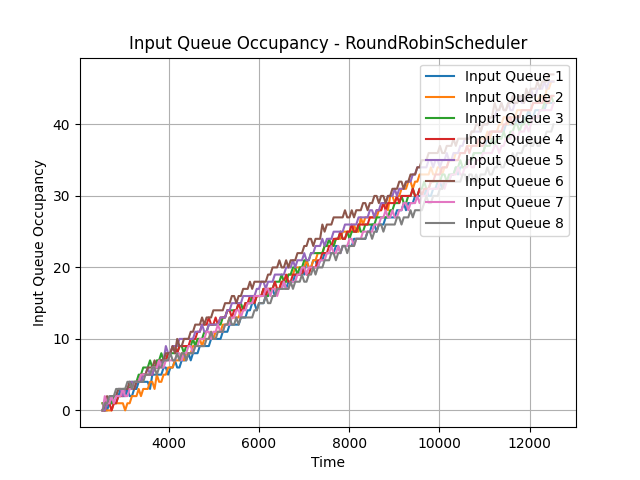 Input Queue Occupancy - RoundRobinScheduler
Input Queue Occupancy
40
30
20
10
0
Input Queue 1
Input Queue 2
Input Queue 3
Input Queue 4
Input Queue 5
Input Queue 6
Input Queue 7
Input Queue 8
4000 6000 8000 10000 12000
Time